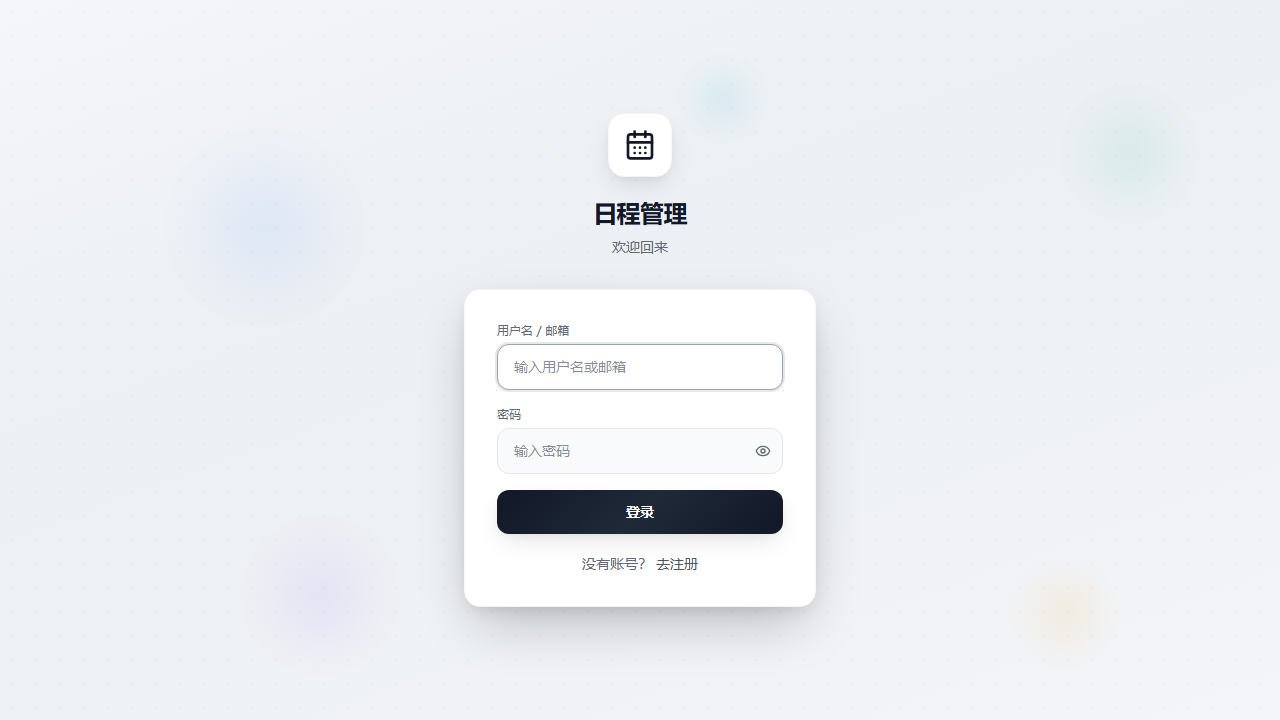 日程管理
欢迎回来
用户名 / 邮箱
输入用户名或邮箱
密码
输入密码
登录
没有账号? 去注册